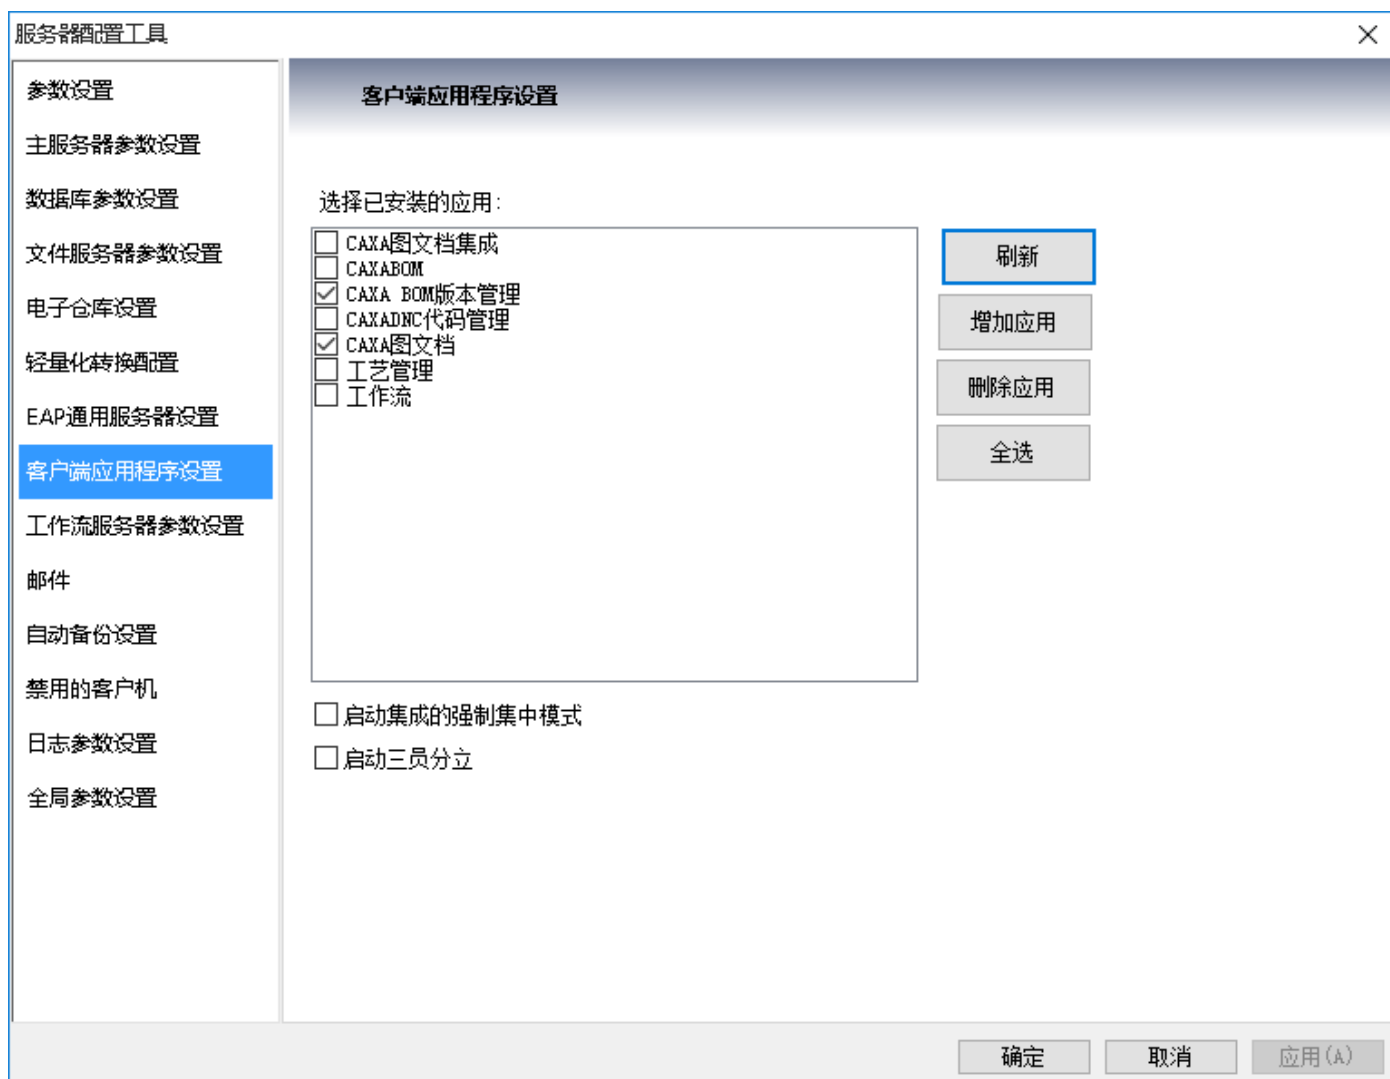 服务器配置工具
参数设置
主服务器参数设置
数据库参数设置
文件服务器参数设置
电子仓库设置
轻量化转换配置
EAP通用服务器设置
客户端应用程序设置
工作流服务器参数设置
邮件
自动备份设置
禁用的客户机
日志参数设置
全局参数设置
客户端应用程序设置
选择已安装的应用:
CAXA图文档集成
CAXABOM
CAXA BOM版本管理
CAXADNC代码管理
CAXA图文档
工艺管理
工作流
刷新
增加应用
删除应用
全选
启动集成的强制集中模式
启动三员分立
确定
取消
应用(A)